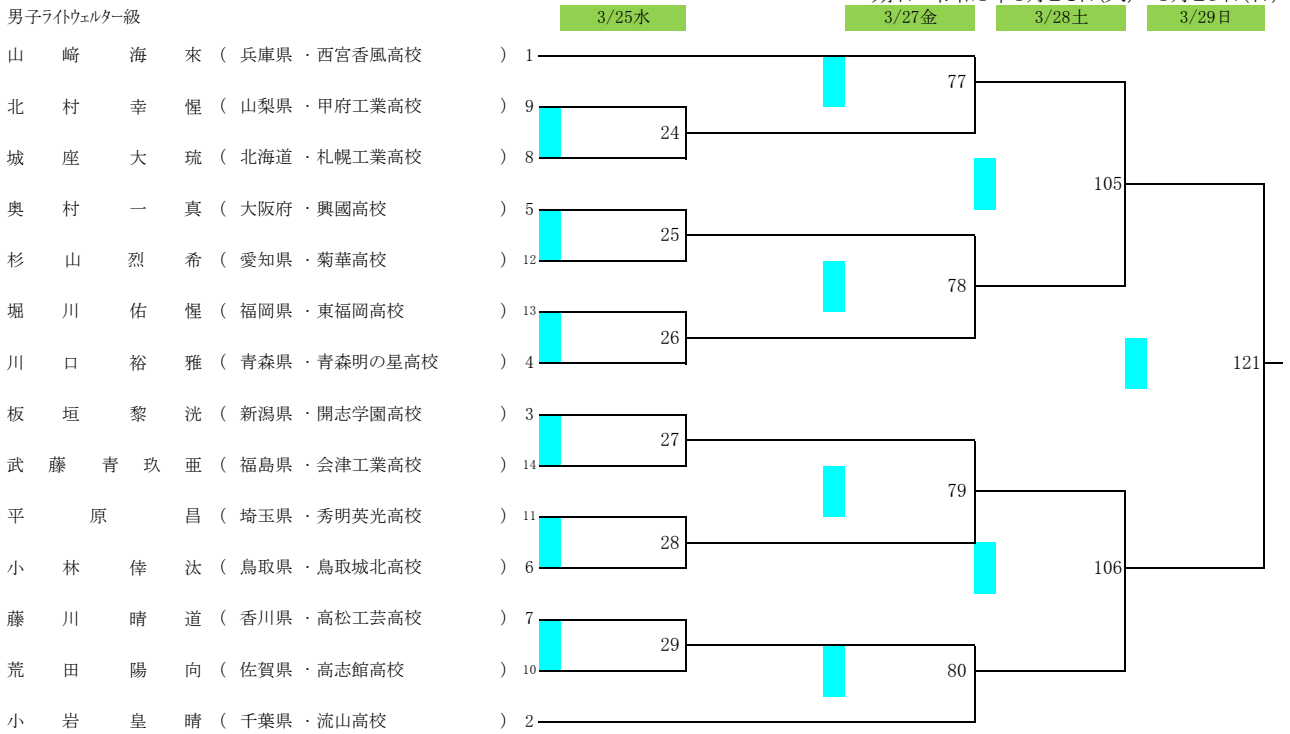 男子ライトウェルター級 3/25水 3/27金 3/28土 3/29日
山﨑海來 ( 兵庫県 ・西宮香風高校 ) 1
77
北村幸惺 ( 山梨県 ・甲府工業高校 ) 9
24
城座大琉 ( 北海道 ・札幌工業高校 ) 8
105
奥村一真 ( 大阪府 ・興國高校 ) 5
25
杉山烈希 ( 愛知県 ・菊華高校 ) 12
78
堀川佑惺 ( 福岡県 ・東福岡高校 ) 13
26
川口裕雅 ( 青森県 ・青森明の星高校 ) 4
121
板垣黎洸 ( 新潟県 ・開志学園高校 ) 3
27
武藤青玖亜 ( 福島県 ・会津工業高校 ) 14
79
平原昌 ( 埼玉県 ・秀明英光高校 ) 11
28
小林倖汰 ( 鳥取県 ・鳥取城北高校 ) 6
106
藤川晴道 ( 香川県 ・高松工芸高校 ) 7
29
荒田陽向 ( 佐賀県 ・高志館高校 ) 10
80
小岩皇晴 ( 千葉県 ・流山高校 ) 2